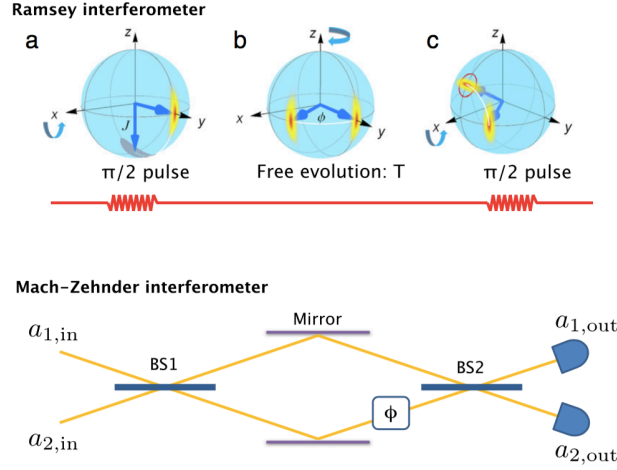 Ramsey interferometer
a
b
c
z
z
z
x
J
y
x
ϕ
y
x
y
π/2 pulse
Free evolution: T
π/2 pulse
Mach-Zehnder interferometer
a1,in
Mirror
a1,out
BS1
BS2
ϕ
a2,in
a2,out